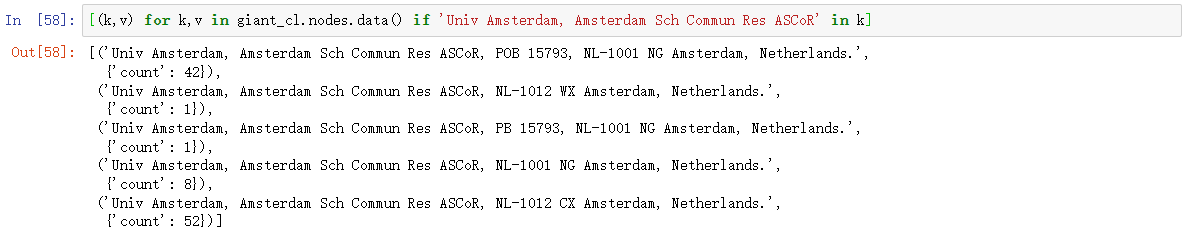 In [58]: [(k,v) for k,v in giant_cl.nodes.data() if 'Univ Amsterdam, Amsterdam Sch Commun Res ASCoR' in k]
Out[58]: [('Univ Amsterdam, Amsterdam Sch Commun Res ASCoR, POB 15793, NL-1001 NG Amsterdam, Netherlands.',
{'count': 42}),
('Univ Amsterdam, Amsterdam Sch Commun Res ASCoR, NL-1012 WX Amsterdam, Netherlands.',
{'count': 1}),
('Univ Amsterdam, Amsterdam Sch Commun Res ASCoR, PB 15793, NL-1001 NG Amsterdam, Netherlands.',
{'count': 1}),
('Univ Amsterdam, Amsterdam Sch Commun Res ASCoR, NL-1001 NG Amsterdam, Netherlands.',
{'count': 8}),
('Univ Amsterdam, Amsterdam Sch Commun Res ASCoR, NL-1012 CX Amsterdam, Netherlands.',
{'count': 52})]